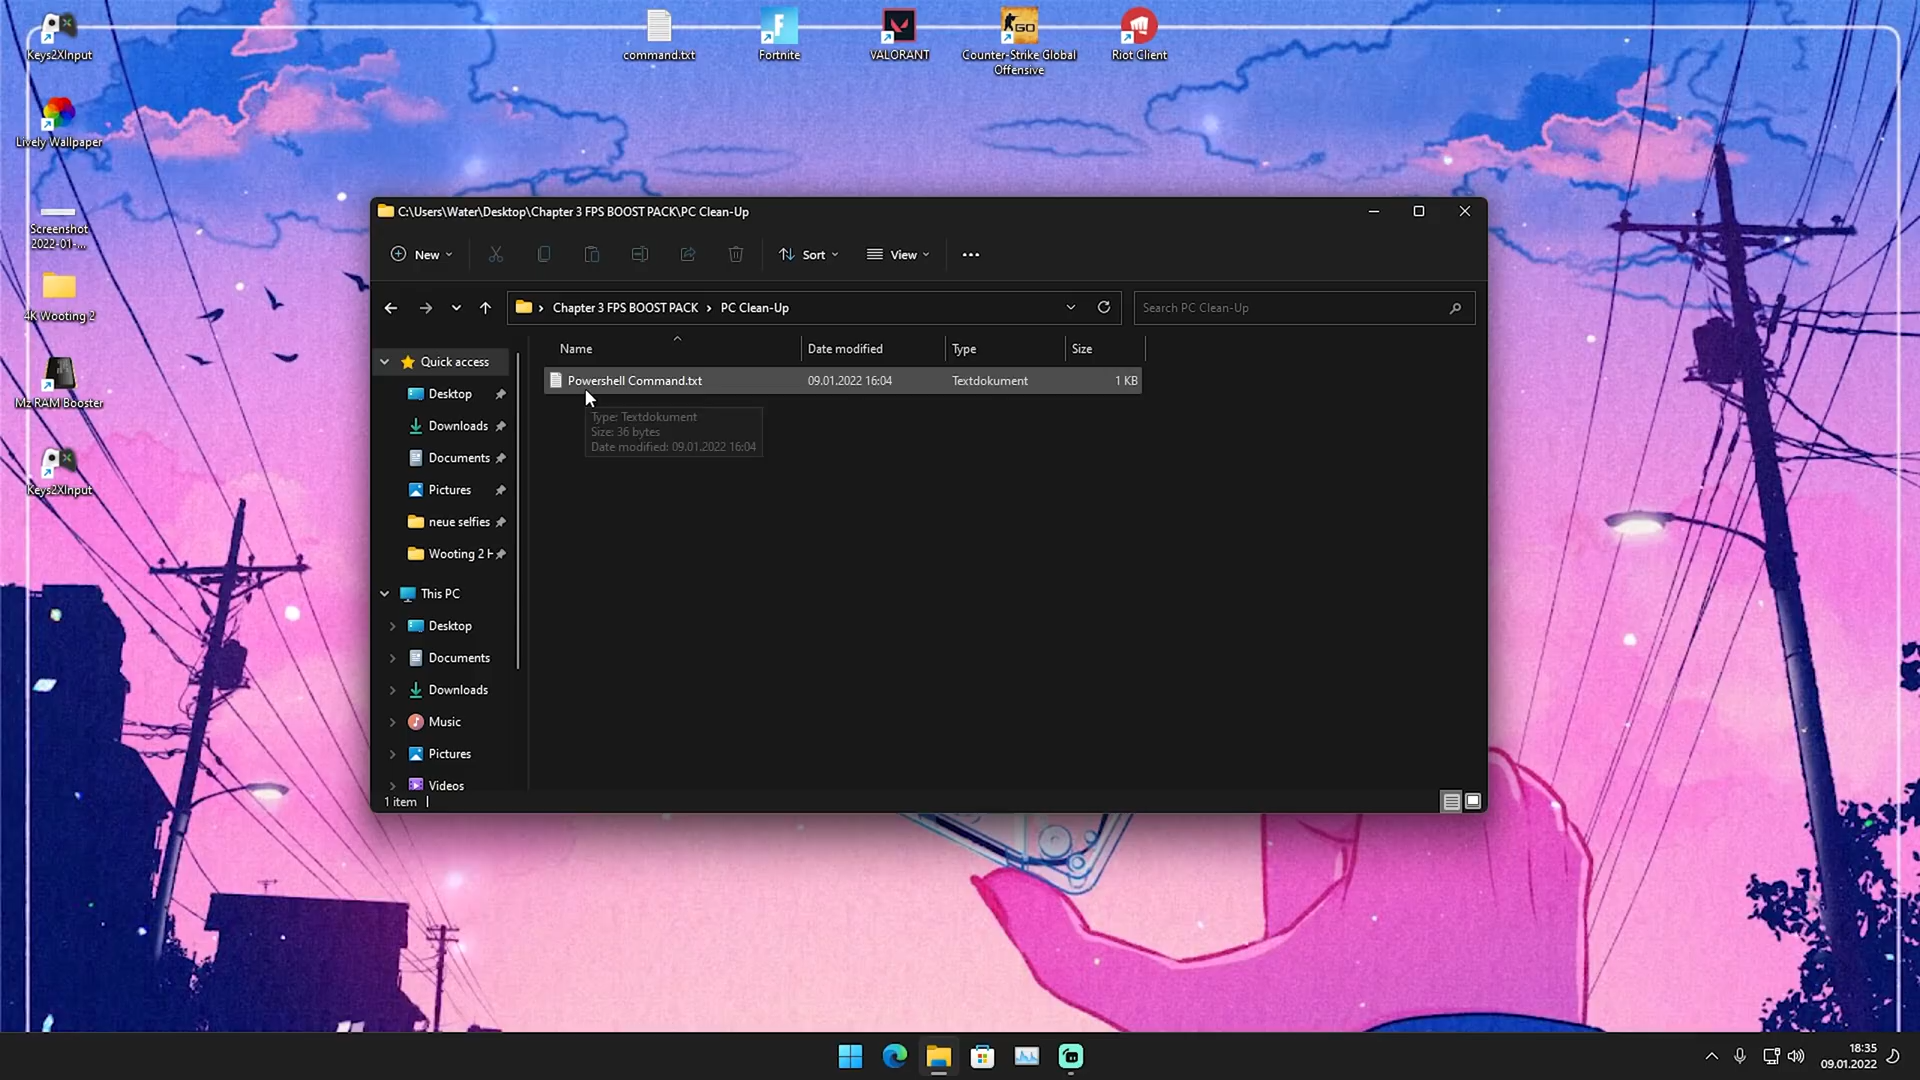 Keys2XInput
command.txt
Fortnite
VALORANT
Counter-Strike Global
Offensive
Riot Client
Lively Wallpaper
Screenshot
2022-01-...
4K Wooting 2
Mz RAM Booster
Keys2XInput
C:\Users\Water\Desktop\Chapter 3 FPS BOOST PACK\PC Clean-Up
New
Sort
View
Chapter 3 FPS BOOST PACK
PC Clean-Up
Search PC Clean-Up
Name
Date modified
Type
Size
Powershell Command.txt
09.01.2022 16:04
Textdokument
1 KB
Type: Textdokument
Size: 36 bytes
Date modified: 09.01.2022 16:04
Quick access
Desktop
Downloads
Documents
Pictures
neue selfies
Wooting 2 H
This PC
Desktop
Documents
Downloads
Music
Pictures
Videos
1 item
18:35
09.01.2022